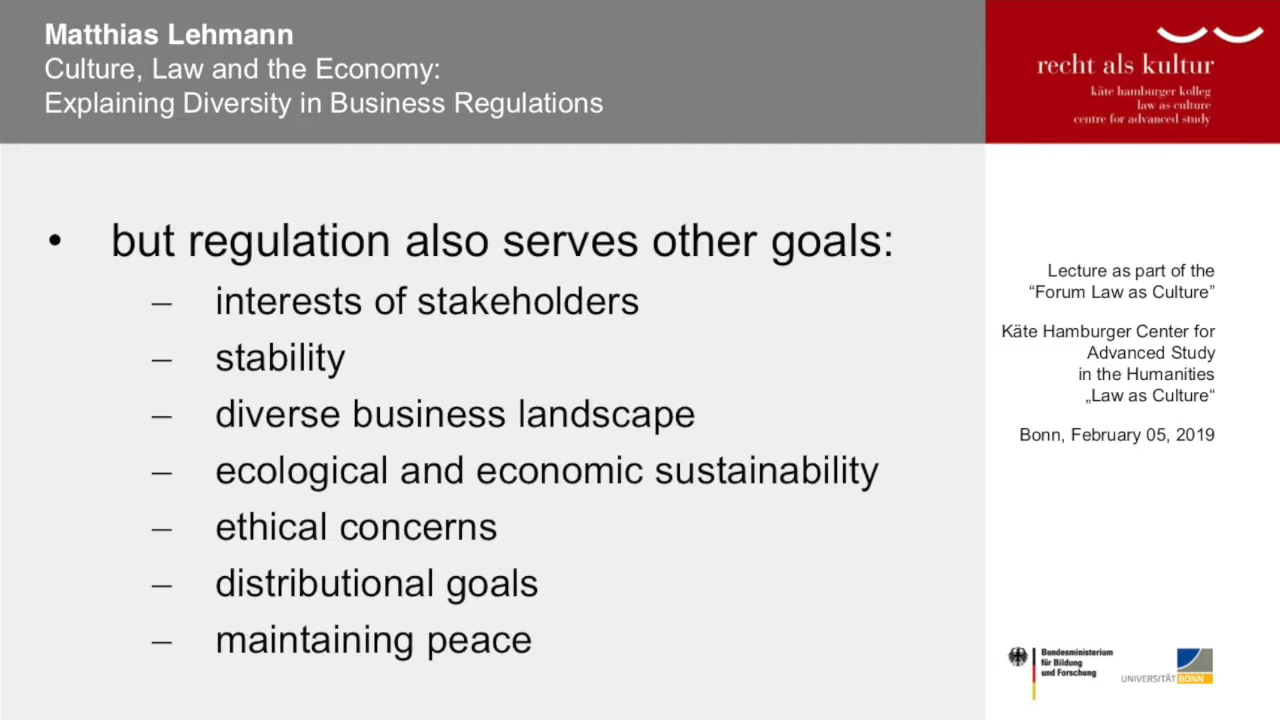 Matthias Lehmann
Culture, Law and the Economy:
Explaining Diversity in Business Regulations
recht als kultur
käte hamburger kolleg
law as culture
centre for advanced study
• but regulation also serves other goals:
– interests of stakeholders
– stability
– diverse business landscape
– ecological and economic sustainability
– ethical concerns
– distributional goals
– maintaining peace
Lecture as part of the
“Forum Law as Culture”
Käte Hamburger Center for
Advanced Study
in the Humanities
„Law as Culture“
Bonn, February 05, 2019
Bundesministerium
für Bildung
und Forschung
UNIVERSITÄT BONN